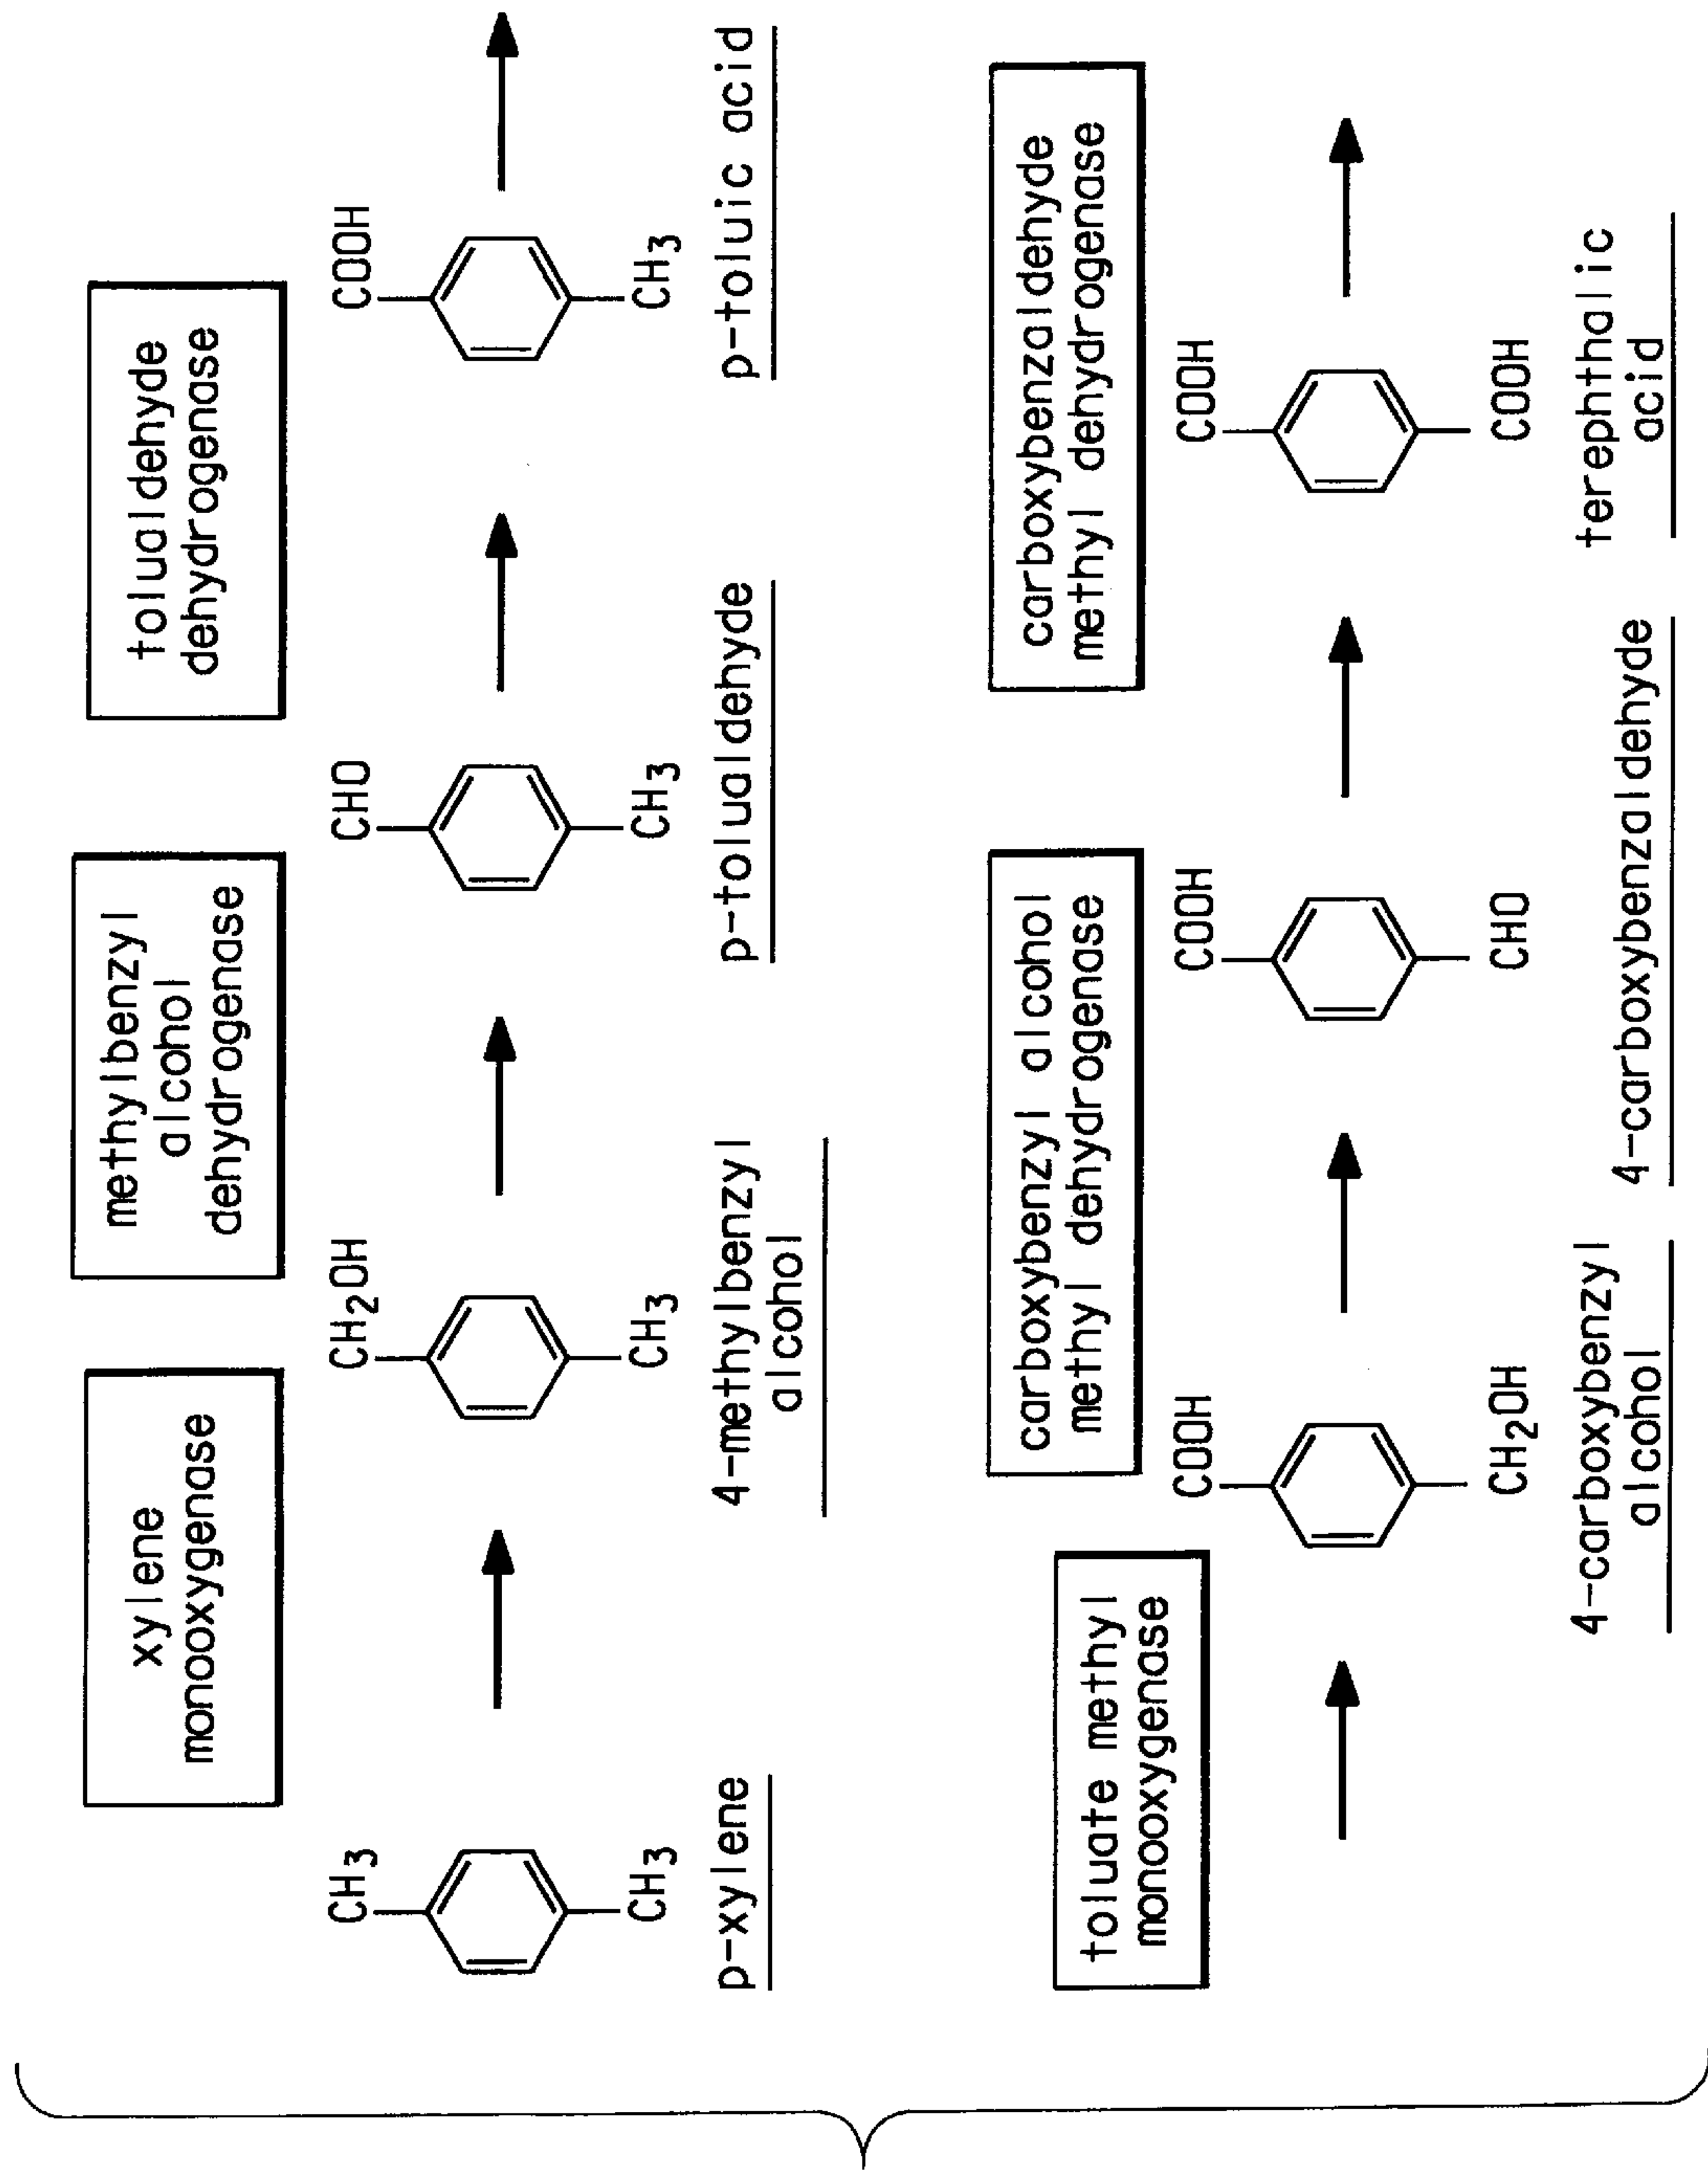 xylene
monooxygenase
methylbenzyl
alcohol
dehydrogenase
tolualdehyde
dehydrogenase
CH3
CH2OH
CHO
COOH
CH3
CH3
CH3
CH3
p-xylene
4-methylbenzyl
alcohol
p-tolualdehyde
p-toluic acid
toluate methyl
monooxygenase
carboxybenzyl alcohol
methyl dehydrogenase
carboxybenzaldehyde
methyl dehydrogenase
COOH
COOH
COOH
CH2OH
CHO
COOH
4-carboxybenzyl
alcohol
4-carboxybenzaldehyde
terephthalic
acid